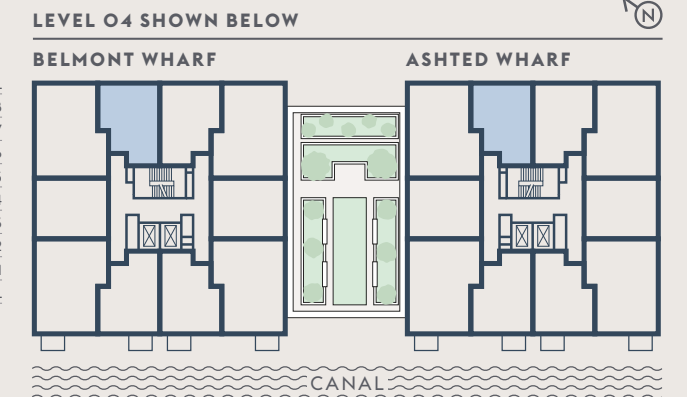 LEVEL 04 SHOWN BELOW
N
BELMONT WHARF
ASHTED WHARF
CANAL